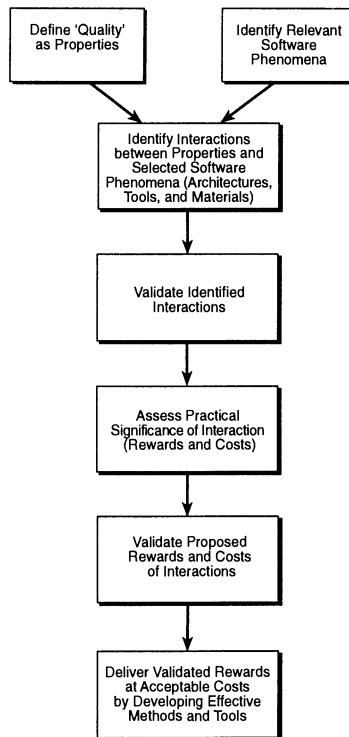 Define 'Quality'
as Properties
Identify Relevant
Software
Phenomena
Identify Interactions
between Properties and
Selected Software
Phenomena (Architectures,
Tools, and Materials)
Validate Identified
Interactions
Assess Practical
Significance of Interaction
(Rewards and Costs)
Validate Proposed
Rewards and Costs
of Interactions
Deliver Validated Rewards
at Acceptable Costs
by Developing Effective
Methods and Tools